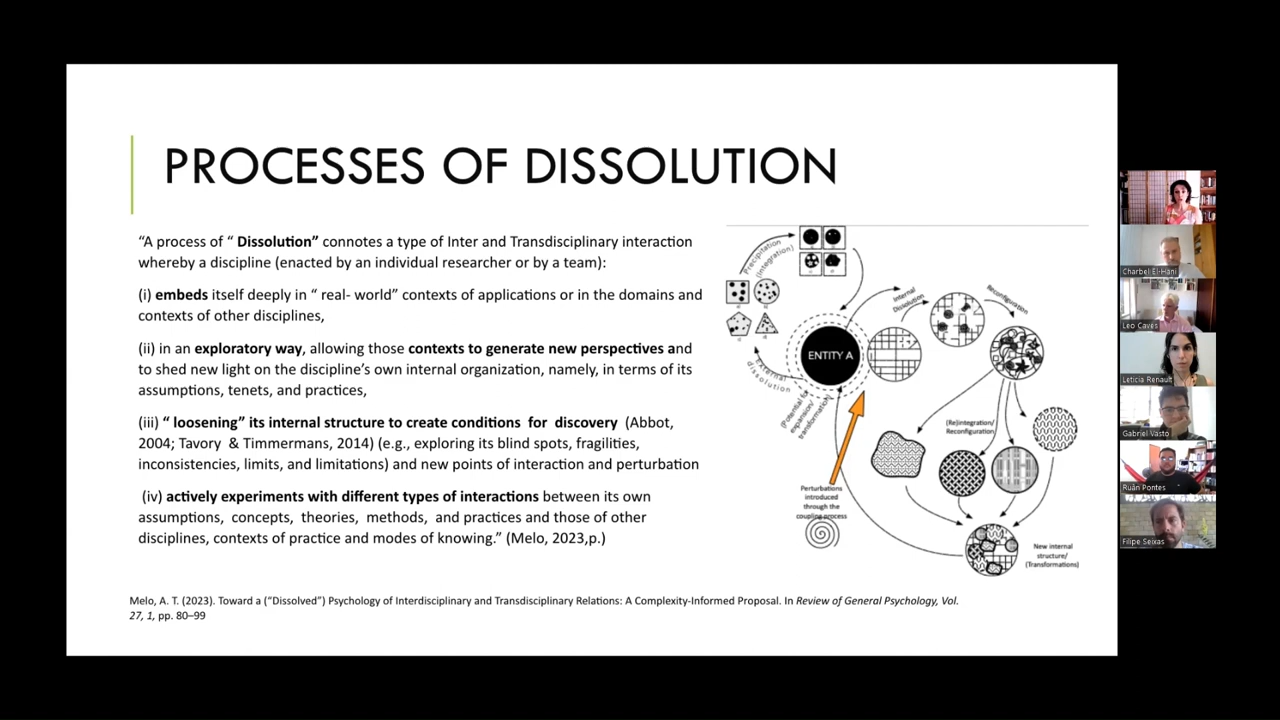 PROCESSES OF DISSOLUTION
“A process of “ Dissolution” connotes a type of Inter and Transdisciplinary interaction
whereby a discipline (enacted by an individual researcher or by a team):
(i) embeds itself deeply in “ real- world” contexts of applications or in the domains and
contexts of other disciplines,
(ii) in an exploratory way, allowing those contexts to generate new perspectives and
to shed new light on the discipline’s own internal organization, namely, in terms of its
assumptions, tenets, and practices,
(iii) “ loosening” its internal structure to create conditions for discovery (Abbot,
2004; Tavory & Timmermans, 2014) (e.g., exploring its blind spots, fragilities,
inconsistencies, limits, and limitations) and new points of interaction and perturbation
(iv) actively experiments with different types of interactions between its own
assumptions, concepts, theories, methods, and practices and those of other
disciplines, contexts of practice and modes of knowing.” (Melo, 2023,p.)
Precipitation
(integration)
Internal
Dissolution
Reconfiguration
ENTITY A
External
dissolution
(Potential for
expansion/
transformation)
(Re)integration/
Reconfiguration
Perturbations
introduced
through the
coupling process
New internal
structure/
(Transformations)
Melo, A. T. (2023). Toward a (“Dissolved”) Psychology of Interdisciplinary and Transdisciplinary Relations: A Complexity-Informed Proposal. In Review of General Psychology, Vol.
27, 1, pp. 80–99
Charbel El-Hani
Leo Caves
Leticia Renault
Gabriel Vasto
Ruãn Pontes
Filipe Seixas